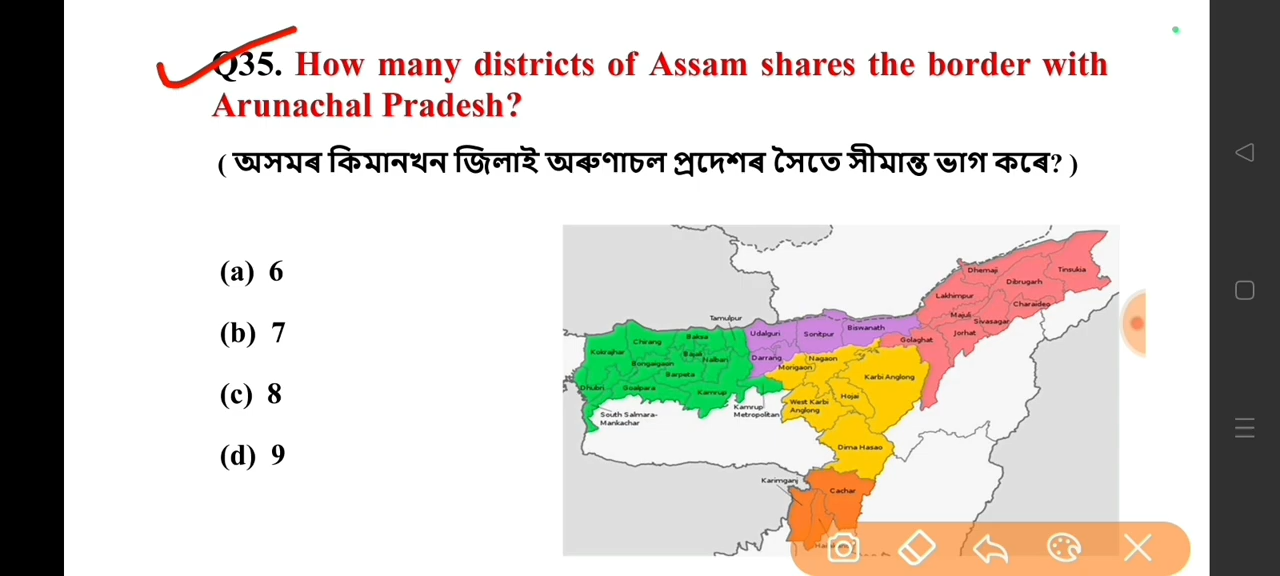 Q35. How many districts of Assam shares the border with
Arunachal Pradesh?
( অসমৰ কিমানখন জিলাই অৰুণাচল প্ৰদেশৰ সৈতে সীমান্ত ভাগ কৰে? )
(a) 6
(b) 7
(c) 8
(d) 9
Dhemaji
Tinsukia
Dibrugarh
Lakhimpur
Charaideo
Majuli
Sivasagar
Tamulpur
Jorhat
Udalguri
Sonitpur
Biswanath
Golaghat
Kokrajhar
Chirang
Baksa
Bajali
Nalbari
Darrang
Nagaon
Bongaigaon
Morigaon
Barpeta
Karbi Anglong
Dhubri
Goalpara
Kamrup
Hojai
West Karbi
Anglong
Kamrup
Metropolitan
South Salmara-
Mankachar
Dima Hasao
Karimganj
Cachar